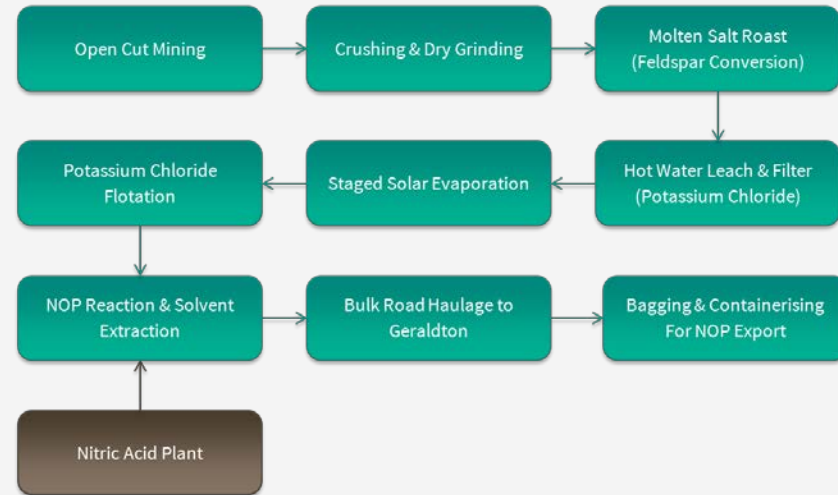 Open Cut Mining
Crushing & Dry Grinding
Molten Salt Roast
(Feldspar Conversion)
Potassium Chloride
Flotation
Staged Solar Evaporation
Hot Water Leach & Filter
(Potassium Chloride)
NOP Reaction & Solvent
Extraction
Bulk Road Haulage to
Geraldton
Bagging & Containerising
For NOP Export
Nitric Acid Plant